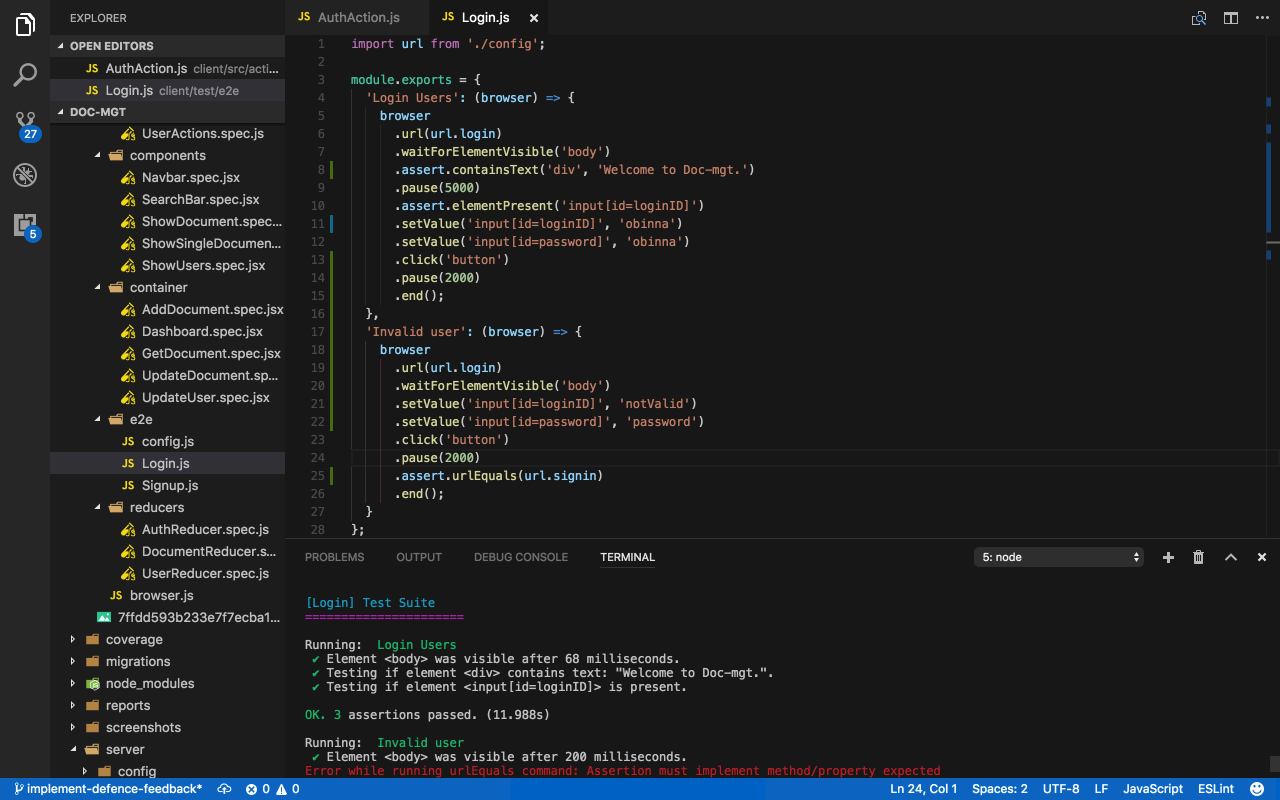 EXPLORER
OPEN EDITORS
JS AuthAction.js client/src/acti...
JS Login.js client/test/e2e
DOC-MGT
UserActions.spec.js
components
Navbar.spec.jsx
SearchBar.spec.jsx
ShowDocument.spec...
ShowSingleDocumen...
ShowUsers.spec.jsx
container
AddDocument.spec.jsx
Dashboard.spec.jsx
GetDocument.spec.jsx
UpdateDocument.sp...
UpdateUser.spec.jsx
e2e
JS config.js
JS Login.js
JS Signup.js
reducers
AuthReducer.spec.js
DocumentReducer.s...
UserReducer.spec.js
JS browser.js
7ffdd593b233e7f7ecba1...
coverage
migrations
node_modules
reports
screenshots
server
config
27
5
JS AuthAction.js JS Login.js ×
1 import url from './config';
2
3 module.exports = {
4 'Login Users': (browser) => {
5 browser
6 .url(url.login)
7 .waitForElementVisible('body')
8 .assert.containsText('div', 'Welcome to Doc-mgt.')
9 .pause(5000)
10 .assert.elementPresent('input[id=loginID]')
11 .setValue('input[id=loginID]', 'obinna')
12 .setValue('input[id=password]', 'obinna')
13 .click('button')
14 .pause(2000)
15 .end();
16 },
17 'Invalid user': (browser) => {
18 browser
19 .url(url.login)
20 .waitForElementVisible('body')
21 .setValue('input[id=loginID]', 'notValid')
22 .setValue('input[id=password]', 'password')
23 .click('button')
24 .pause(2000)
25 .assert.urlEquals(url.signin)
26 .end();
27 }
28 };
PROBLEMS OUTPUT DEBUG CONSOLE TERMINAL 5: node
[Login] Test Suite
======================
Running: Login Users
✔ Element <body> was visible after 68 milliseconds.
✔ Testing if element <div> contains text: "Welcome to Doc-mgt.".
✔ Testing if element <input[id=loginID]> is present.
OK. 3 assertions passed. (11.988s)
Running: Invalid user
✔ Element <body> was visible after 200 milliseconds.
Error while running urlEquals command: Assertion must implement method/property expected
implement-defence-feedback* 0 0 Ln 24, Col 1 Spaces: 2 UTF-8 LF JavaScript ESLint